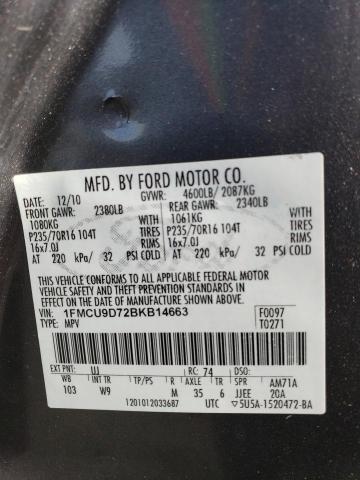 MFD. BY FORD MOTOR CO.
DATE: 12/10 GVWR: 4600LB/ 2087KG
FRONT GAWR: 2380LB REAR GAWR: 2340LB
1080KG 1061KG
P235/70R16 104T TIRES P235/70R16 104T TIRES
16x7.0J RIMS 16x7.0J RIMS
AT 220 kPa/ 32 PSI COLD AT 220 kPa/ 32 PSI COLD
THIS VEHICLE CONFORMS TO ALL APPLICABLE FEDERAL MOTOR
VEHICLE SAFETY AND BUMPER STANDARDS IN EFFECT ON THE DATE OF
MANUFACTURE SHOWN ABOVE.
VIN: 1FMCU9D72BKB14663 F0097
TYPE: MPV T0271
EXT PNT: UJ RC: 74 DSO:
WB INT TR TP/PS R AXLE TR SPR AM71A
103 W9 M 35 6 JJEE 20A
1201012033687 UTC 5U5A-1520472-BA